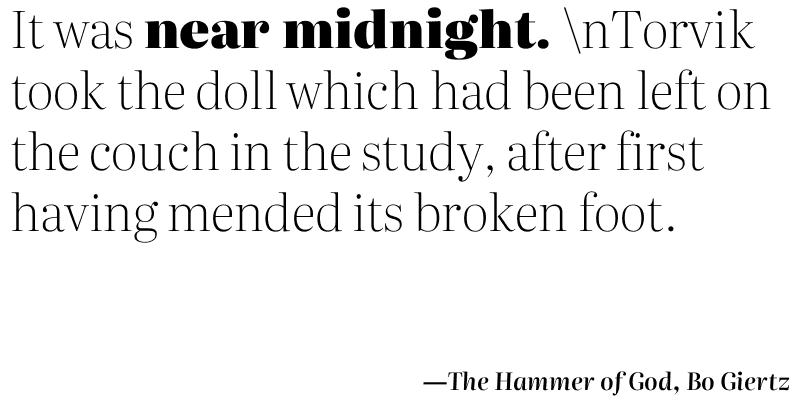 It was near midnight. \nTorvik
took the doll which had been left on
the couch in the study, after first
having mended its broken foot.
—The Hammer of God, Bo Giertz